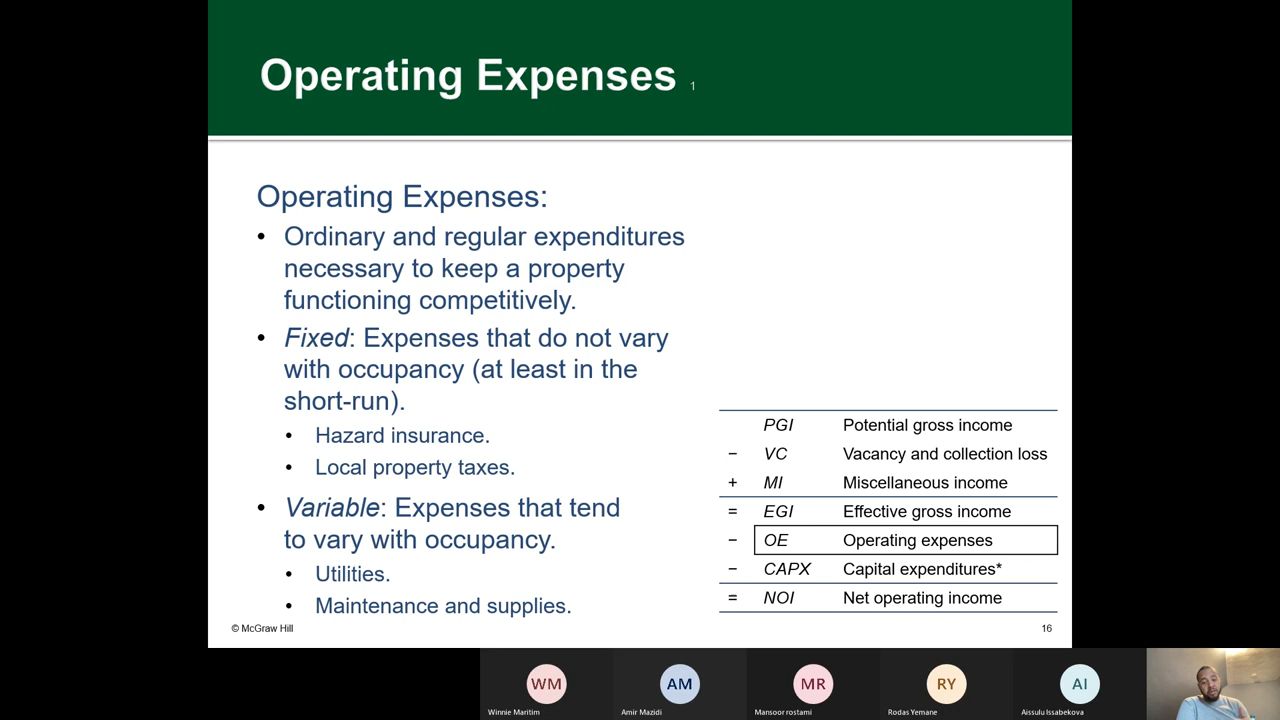 Operating Expenses 1
Operating Expenses:
• Ordinary and regular expenditures
necessary to keep a property
functioning competitively.
• Fixed: Expenses that do not vary
with occupancy (at least in the
short-run).
• Hazard insurance.
• Local property taxes.
• Variable: Expenses that tend
to vary with occupancy.
• Utilities.
• Maintenance and supplies.
PGI Potential gross income
− VC Vacancy and collection loss
+ MI Miscellaneous income
= EGI Effective gross income
− OE Operating expenses
− CAPX Capital expenditures*
= NOI Net operating income
© McGraw Hill
16
WM
Winnie Maritim
AM
Amir Mazidi
MR
Mansoor rostami
RY
Rodas Yemane
AI
Aissulu Issabekova